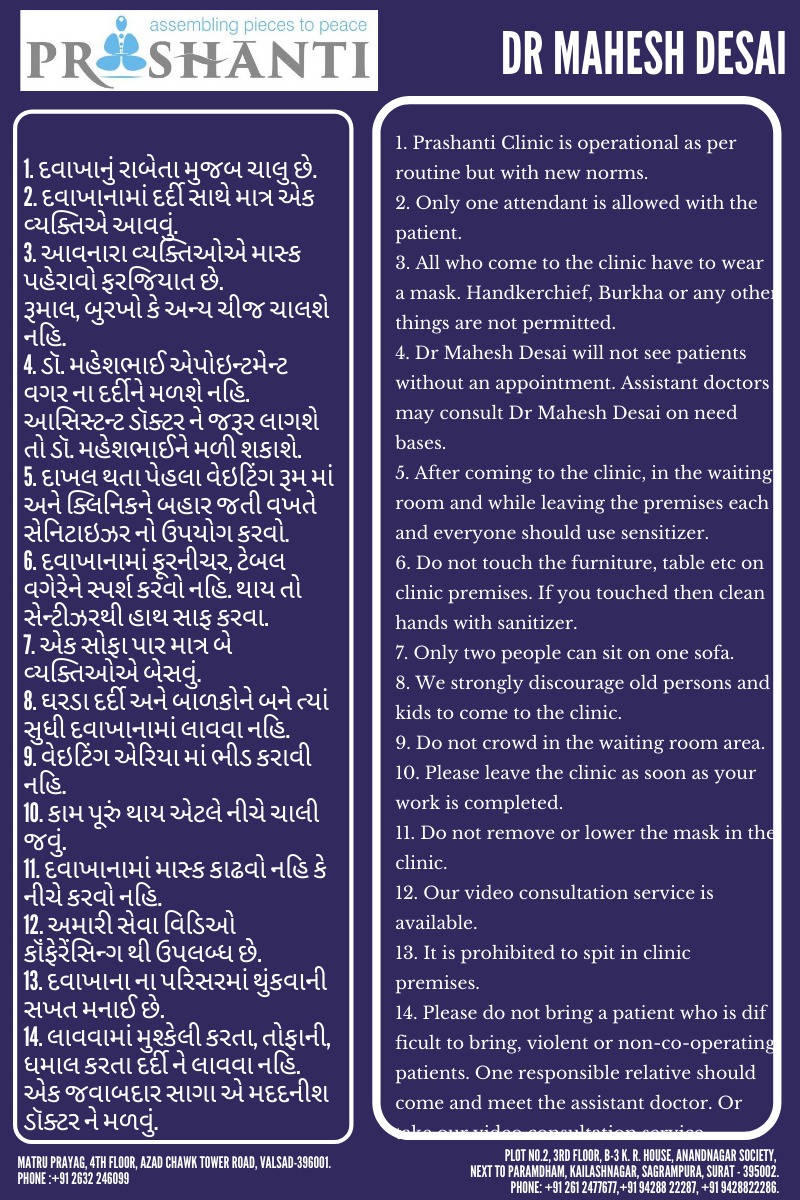 assembling pieces to peace
PRASHANTI
DR MAHESH DESAI
1. દવાખાનું રાબેતા મુજબ ચાલુ છે.
2. દવાખાનામાં દર્દી સાથે માત્ર એક
વ્યક્તિએ આવવું.
3. આવનારા વ્યક્તિઓએ માસ્ક
પહેરાવો ફરજિયાત છે.
રૂમાલ, બુરખો કે અન્ય ચીજ ચાલશે
નહિ.
4. ડૉ. મહેશભાઈ એપોઇન્ટમેન્ટ
વગર ના દર્દીને મળશે નહિ.
આસિસ્ટન્ટ ડૉક્ટર ને જરૂર લાગશે
તો ડૉ. મહેશભાઈને મળી શકાશે.
5. દાખલ થતા પેહલા વેઇટિંગ રૂમ માં
અને ક્લિનિકને બહાર જતી વખતે
સેનિટાઇઝર નો ઉપયોગ કરવો.
6. દવાખાનામાં ફૂરનીચર, ટેબલ
વગેરેને સ્પર્શ કરવો નહિ. થાય તો
સેન્ટીઝરથી હાથ સાફ કરવા.
7. એક સોફા પાર માત્ર બે
વ્યક્તિઓએ બેસવું.
8. ઘરડા દર્દી અને બાળકોને બને ત્યાં
સુધી દવાખાનામાં લાવવા નહિ.
9. વેઇટિંગ એરિયા માં ભીડ કરાવી
નહિ.
10. કામ પૂરું થાય એટલે નીચે ચાલી
જવું.
11. દવાખાનામાં માસ્ક કાઢવો નહિ કે
નીચે કરવો નહિ.
12. અમારી સેવા વિડિઓ
કૉંફેરેંસિન્ગ થી ઉપલબ્ધ છે.
13. દવાખાના ના પરિસરમાં થુંકવાની
સખત મનાઈ છે.
14. લાવવામાં મુશ્કેલી કરતા, તોફાની,
ધમાલ કરતા દર્દી ને લાવવા નહિ.
એક જવાબદાર સાગા એ મદદનીશ
ડૉક્ટર ને મળવું.
1. Prashanti Clinic is operational as per
routine but with new norms.
2. Only one attendant is allowed with the
patient.
3. All who come to the clinic have to wear
a mask. Handkerchief, Burkha or any other
things are not permitted.
4. Dr Mahesh Desai will not see patients
without an appointment. Assistant doctors
may consult Dr Mahesh Desai on need
bases.
5. After coming to the clinic, in the waiting
room and while leaving the premises each
and everyone should use sensitizer.
6. Do not touch the furniture, table etc on
clinic premises. If you touched then clean
hands with sanitizer.
7. Only two people can sit on one sofa.
8. We strongly discourage old persons and
kids to come to the clinic.
9. Do not crowd in the waiting room area.
10. Please leave the clinic as soon as your
work is completed.
11. Do not remove or lower the mask in the
clinic.
12. Our video consultation service is
available.
13. It is prohibited to spit in clinic
premises.
14. Please do not bring a patient who is dif
ficult to bring, violent or non-co-operating
patients. One responsible relative should
come and meet the assistant doctor. Or
take our video consultation service.
MATRU PRAYAG, 4TH FLOOR, AZAD CHAWK TOWER ROAD, VALSAD-396001.
PHONE :+91 2632 246099
PLOT NO.2, 3RD FLOOR, B-3 K. R. HOUSE, ANANDNAGAR SOCIETY,
NEXT TO PARAMDHAM, KAILASHNAGAR, SAGRAMPURA, SURAT - 395002.
PHONE: +91 261 2477677,+91 94288 22287, +91 9428822286.